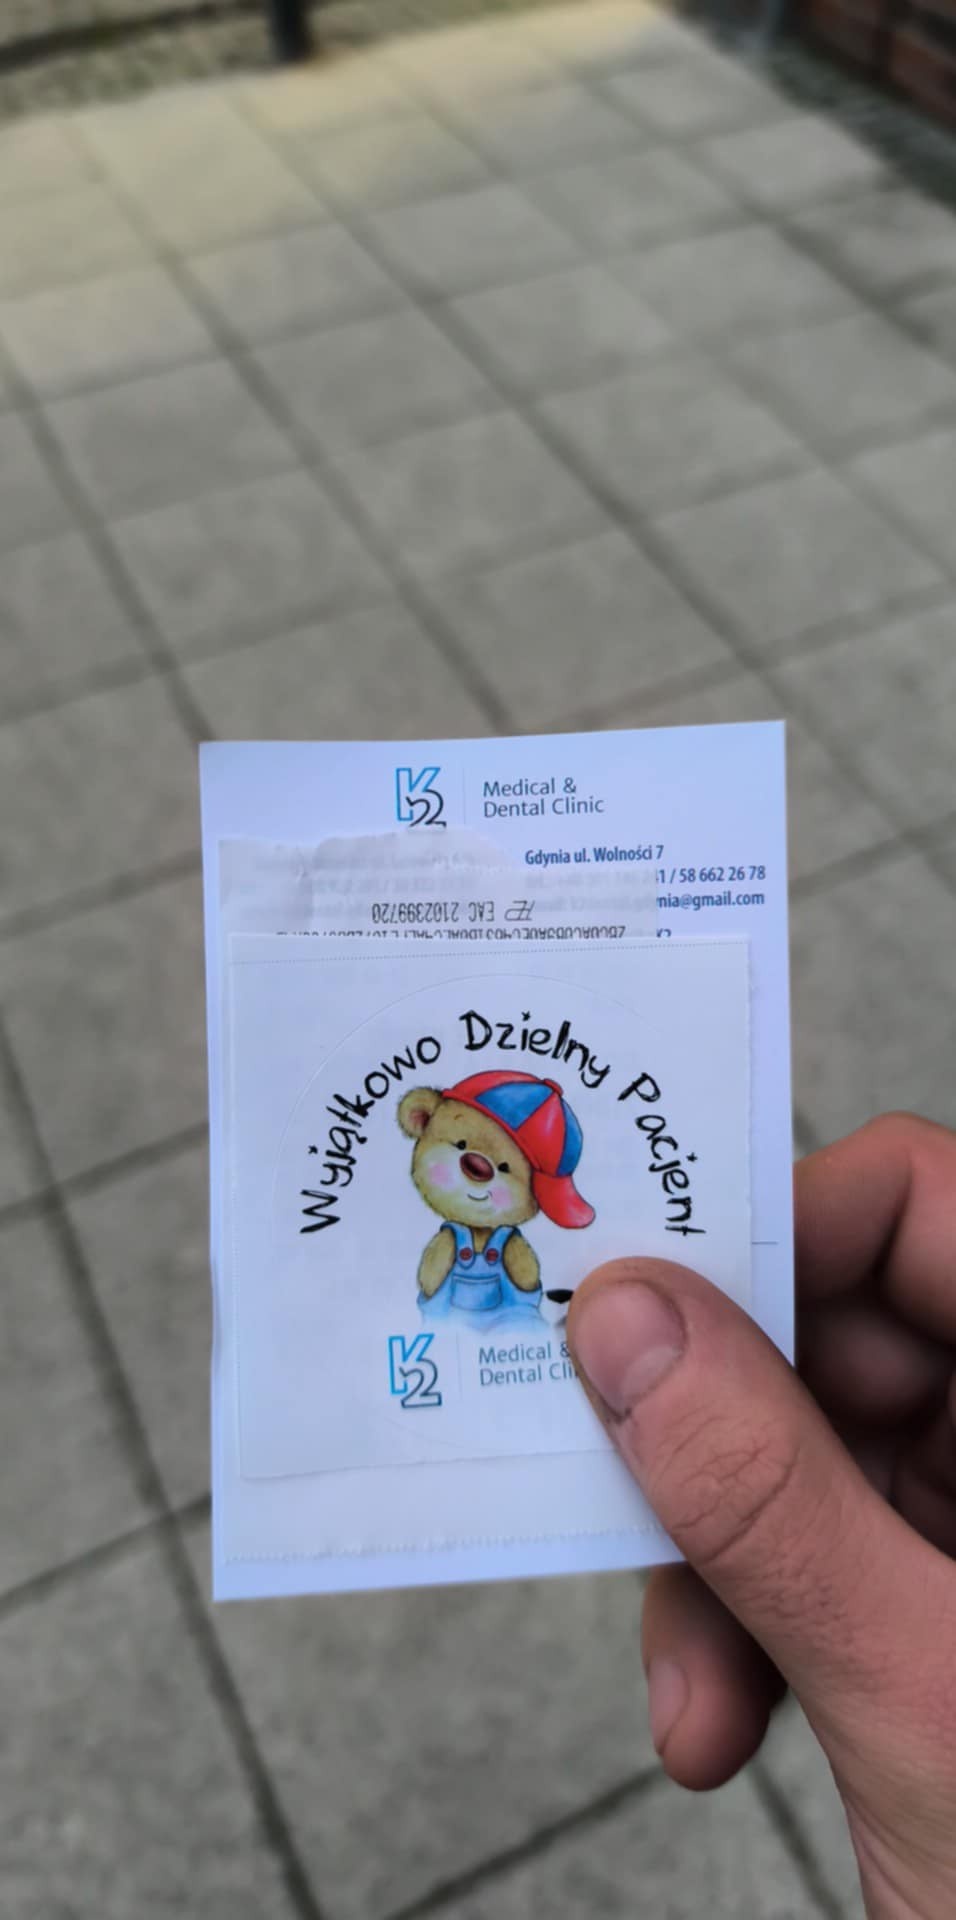 K2
Medical &
Dental Clinic
Gdynia ul. Wolności 7
1 / 58 662 26 78
nia@gmail.com
EAC 2102399720
Wyjątkowo Dzielny Pacjent
K2
Medical &
Dental Cli